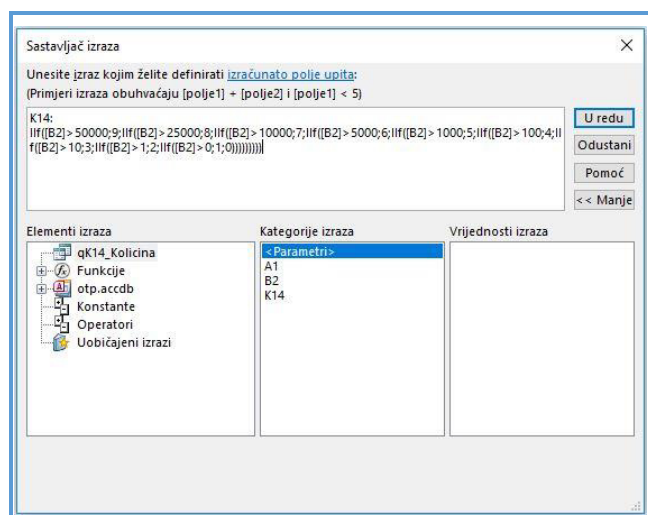 Sastavljač izraza
Unesite izraz kojim želite definirati izračunato polje upita:
(Primjeri izraza obuhvaćaju [polje1] + [polje2] i [polje1] < 5)
K14:
IIf([B2]>50000;9;IIf([B2]>25000;8;IIf([B2]>10000;7;IIf([B2]>5000;6;IIf([B2]>1000;5;IIf([B2]>100;4;II
f([B2]>10;3;IIf([B2]>1;2;IIf([B2]>0;1;0)))))))))
U redu
Odustani
Pomoć
<< Manje
Elementi izraza
qK14_Kolicina
Funkcije
otp.accdb
Konstante
Operatori
Uobičajeni izrazi
Kategorije izraza
<Parametri>
A1
B2
K14
Vrijednosti izraza